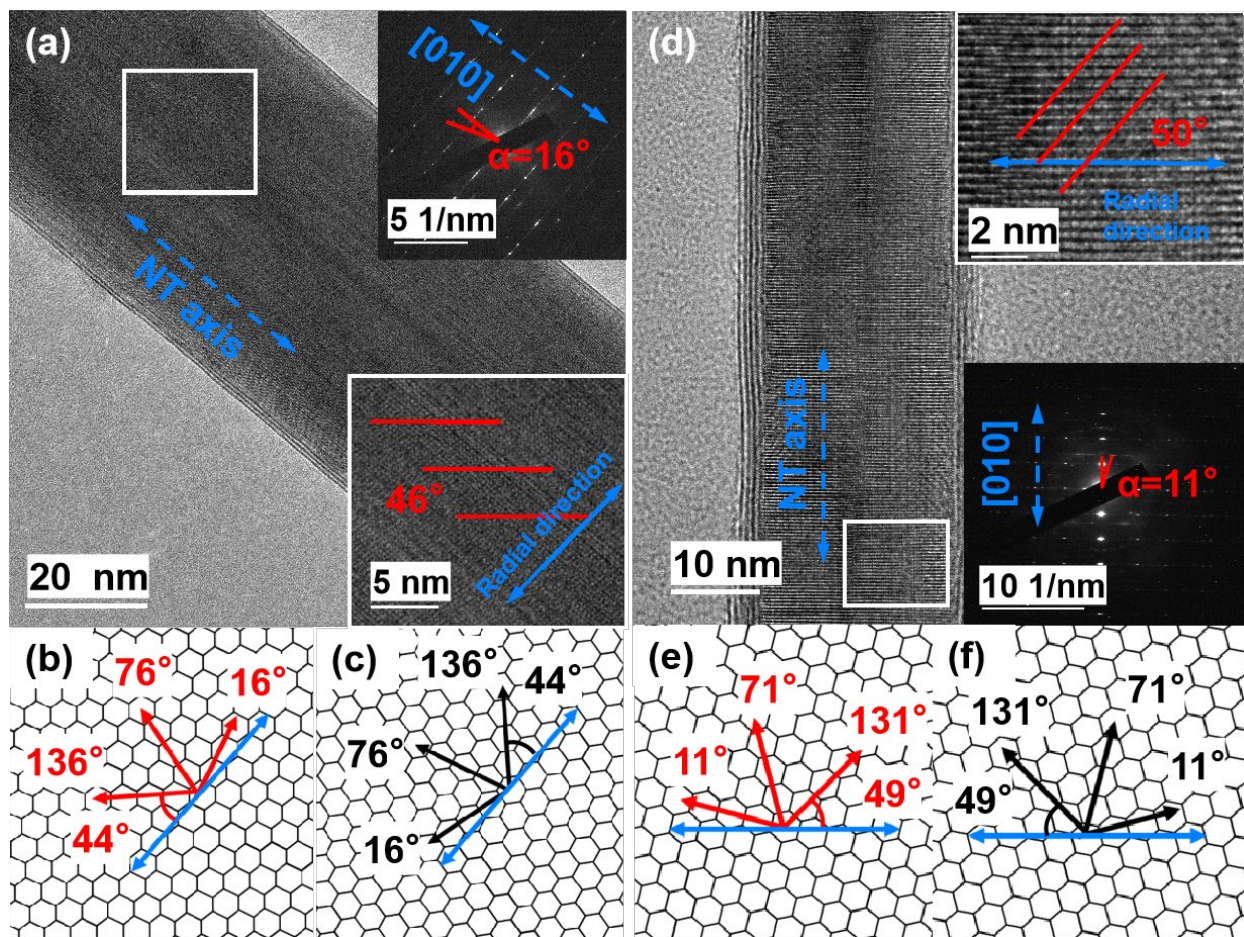 (a)
[010]
α=16°
5 1/nm
NT axis
46°
Radial direction
20 nm
5 nm
(d)
50°
Radial
direction
2 nm
NT axis
[010]
α=11°
10 nm
10 1/nm
(b)
76°
16°
136°
44°
(c)
136°
44°
76°
16°
(e)
71°
131°
11°
49°
(f)
131°
71°
49°
11°